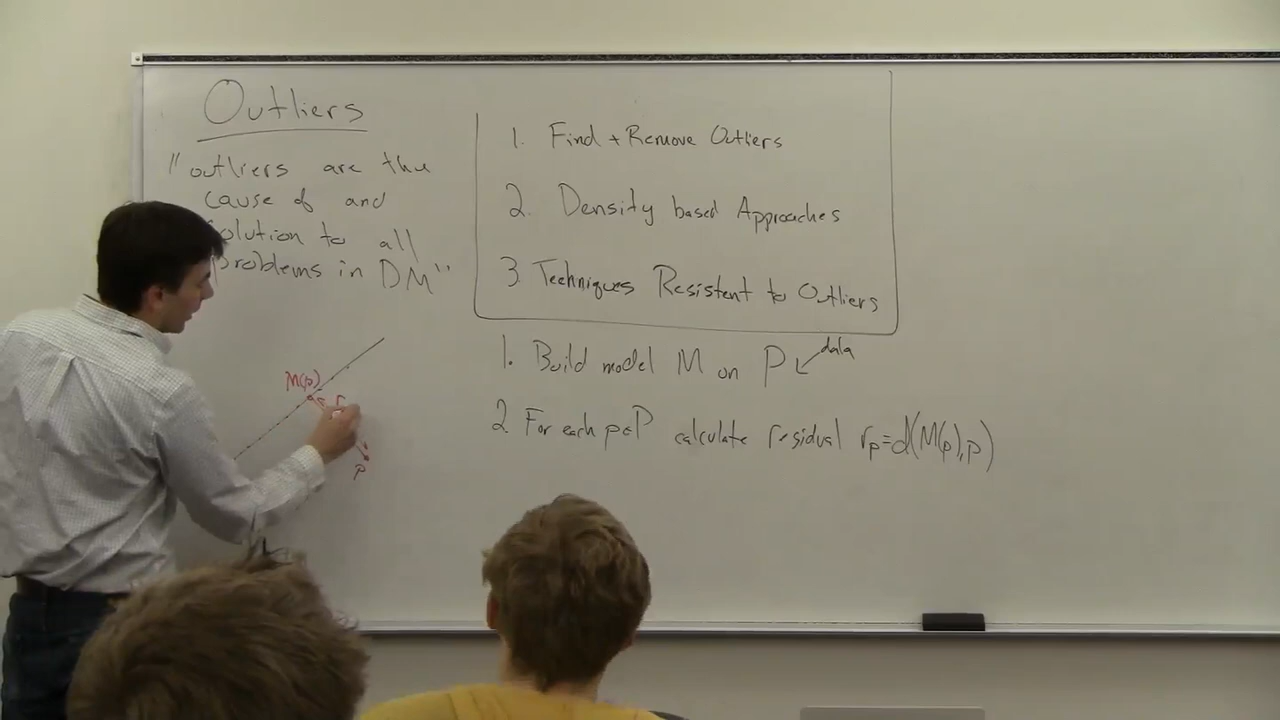 Outliers
"outliers are the
cause of and
solution to all
problems in DM"
1. Find + Remove Outliers
2. Density based Approaches
3. Techniques Resistent to Outliers
1. Build model M on P
data
2. For each p∈P calculate residual r_p = d(M(p), p)
M(p)
r
p